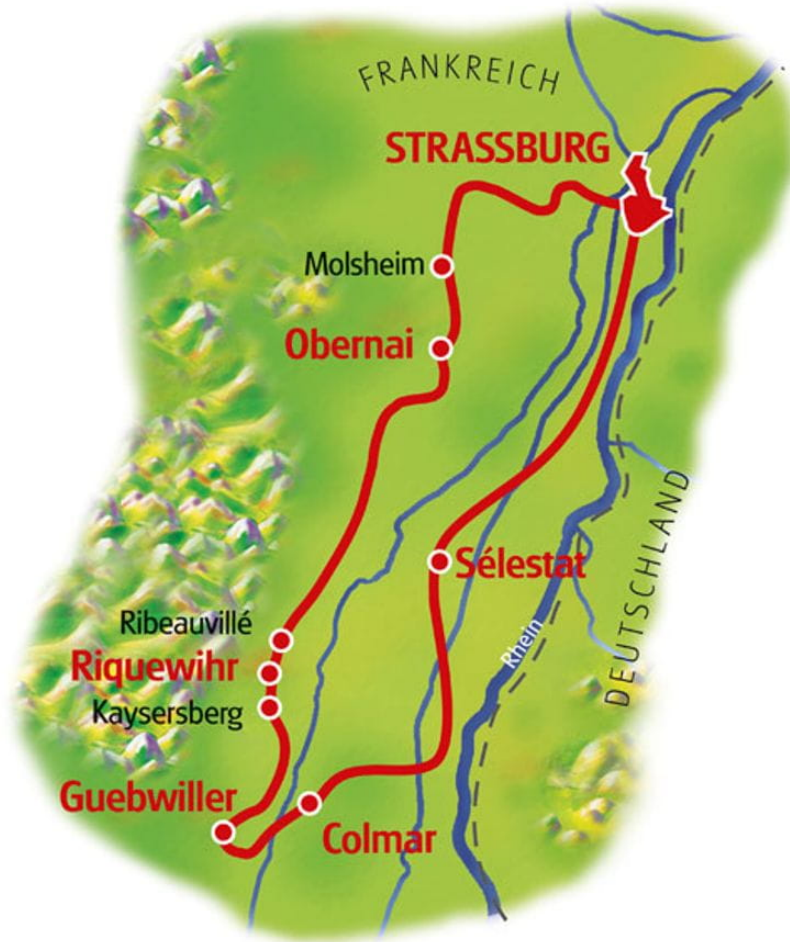 FRANKREICH
STRASSBURG
Molsheim
Obernai
Sélestat
DEUTSCHLAND
Rhein
Ribeauvillé
Riquewihr
Kaysersberg
Guebwiller
Colmar